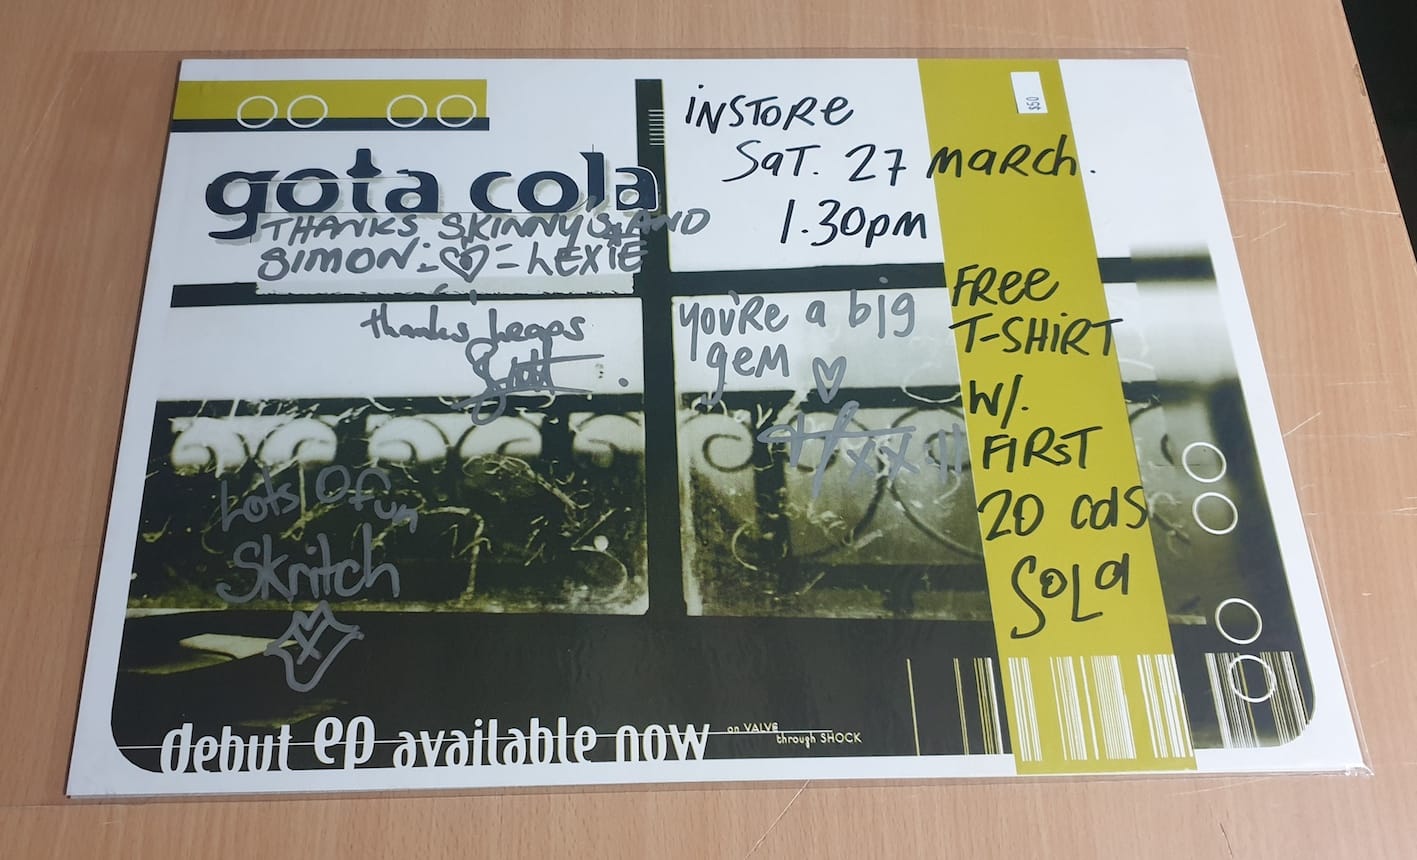 gota cola
THANKS SKINNY'S AND
SIMON :- ♡ = LEXIE
thanks heaps
INSTORE
SAT. 27 MARCH.
1.30pm
$50
FREE
T-SHIRT
W/.
FIRST
20 cds
SOLD
you're a big
gem ♡
Lots Of fun
Skritch
debut ep available now
on VALVE
through SHOCK